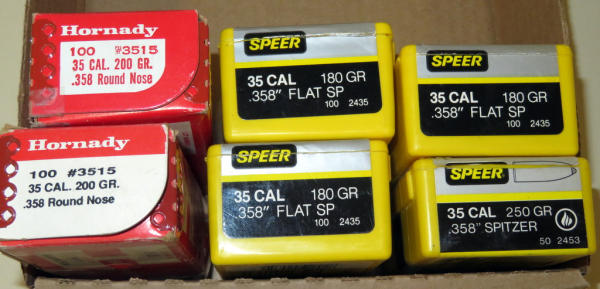 Hornady
100 #3515
35 CAL. 200 GR.
.358 Round Nose
SPEER
35 CAL 180 GR
.358" FLAT SP
100 2435
SPEER
35 CAL 180 GR
.358" FLAT SP
100 2435
Hornady
100 #3515
35 CAL. 200 GR.
.358 Round Nose
SPEER
35 CAL 180 GR
.358" FLAT SP
100 2435
SPEER
35 CAL 250 GR
.358" SPITZER
50 2453